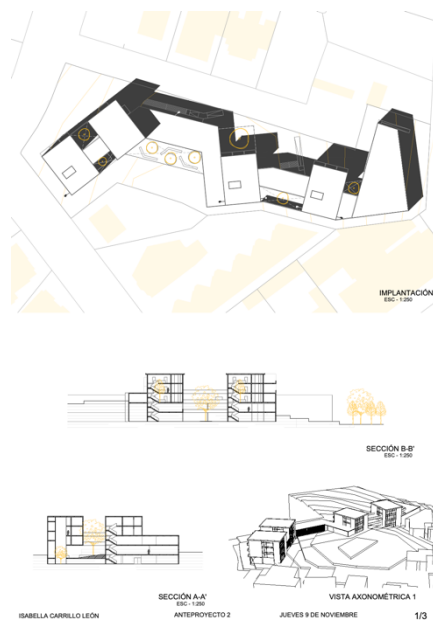 IMPLANTACIÓN
ESC - 1:250
SECCIÓN B-B'
ESC - 1:250
SECCIÓN A-A'
ESC - 1:250
VISTA AXONOMÉTRICA 1
ISABELLA CARRILLO LEÓN
ANTEPROYECTO 2
JUEVES 9 DE NOVIEMBRE
1/3